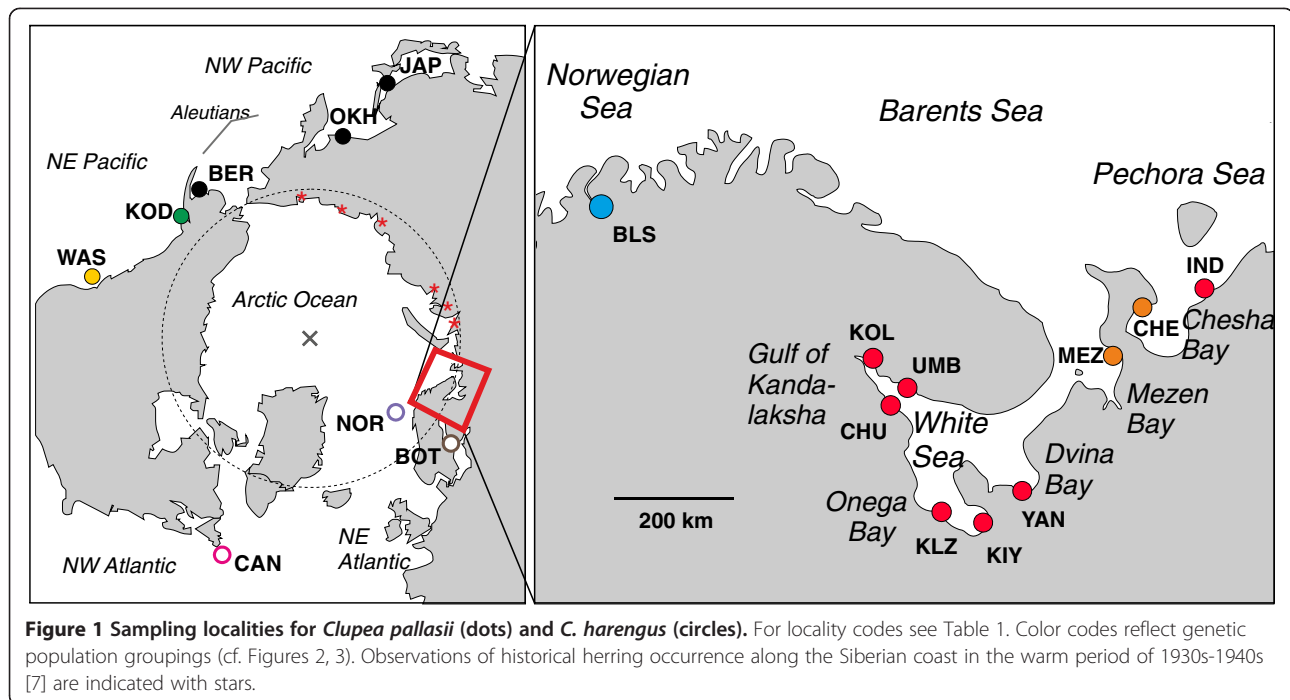 NW Pacific
JAP
Aleutians
OKH
NE Pacific
BER
KOD
WAS
Arctic Ocean
NOR
BOT
NE
Atlantic
NW Atlantic
CAN
Norwegian
Sea
Barents Sea
Pechora Sea
BLS
IND
CHE
Chesha
Bay
KOL
MEZ
Gulf of
Kanda-
laksha
UMB
Mezen
Bay
CHU
White
Sea
Dvina
Bay
200 km
Onega
Bay
YAN
KLZ
KIY
Figure 1 Sampling localities for Clupea pallasii (dots) and C. harengus (circles). For locality codes see Table 1. Color codes reflect genetic
population groupings (cf. Figures 2, 3). Observations of historical herring occurrence along the Siberian coast in the warm period of 1930s-1940s
[7] are indicated with stars.